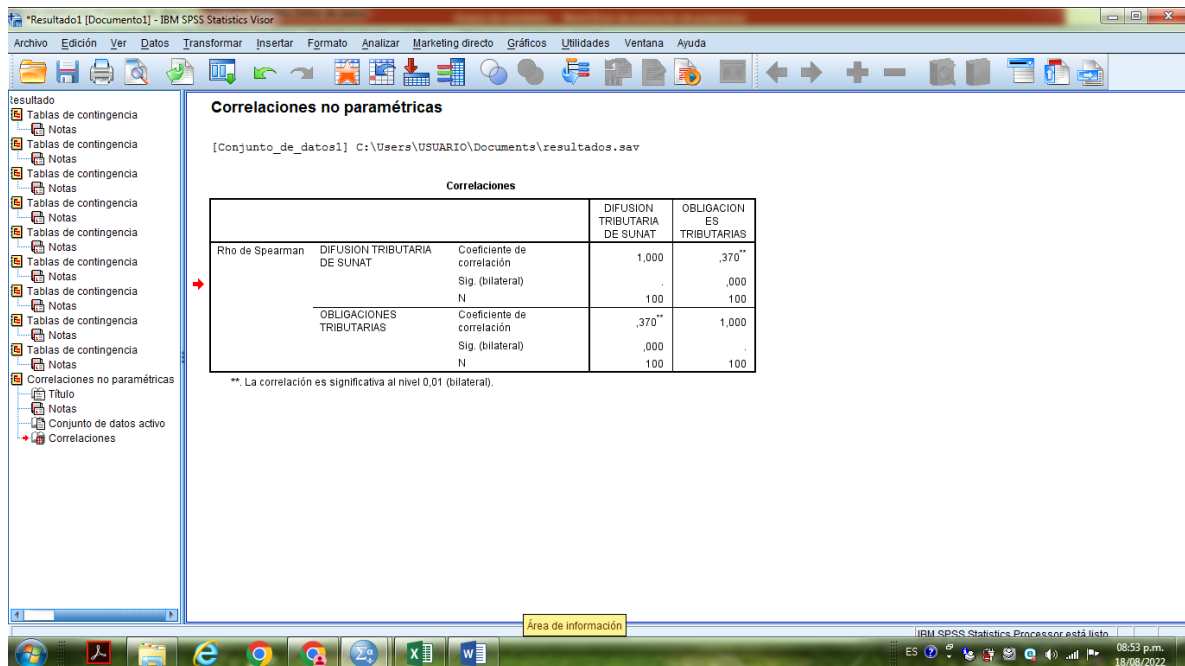 *Resultado1 [Documento1] - IBM SPSS Statistics Visor
Archivo Edición Ver Datos Transformar Insertar Formato Analizar Marketing directo Gráficos Utilidades Ventana Ayuda
Resultado
Tablas de contingencia
Notas
Tablas de contingencia
Notas
Tablas de contingencia
Notas
Tablas de contingencia
Notas
Tablas de contingencia
Notas
Tablas de contingencia
Notas
Tablas de contingencia
Notas
Tablas de contingencia
Notas
Tablas de contingencia
Notas
Correlaciones no paramétricas
Título
Notas
Conjunto de datos activo
Correlaciones
Correlaciones no paramétricas
[Conjunto_de_datos1] C:\Users\USUARIO\Documents\resultados.sav
Correlaciones
DIFUSION TRIBUTARIA DE SUNAT
OBLIGACION ES TRIBUTARIAS
Rho de Spearman DIFUSION TRIBUTARIA DE SUNAT Coeficiente de correlación 1,000 ,370**
Sig. (bilateral) . ,000
N 100 100
OBLIGACIONES TRIBUTARIAS Coeficiente de correlación ,370** 1,000
Sig. (bilateral) ,000 .
N 100 100
**. La correlación es significativa al nivel 0,01 (bilateral).
Área de información
IBM SPSS Statistics Processor está listo
ES
08:53 p.m.
18/08/2022